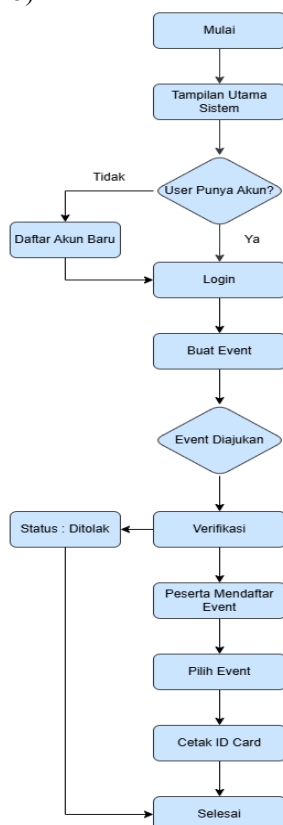 Mulai
Tampilan Utama
Sistem
User Punya Akun?
Tidak
Ya
Daftar Akun Baru
Login
Buat Event
Event Diajukan
Status : Ditolak
Verifikasi
Peserta Mendaftar
Event
Pilih Event
Cetak ID Card
Selesai